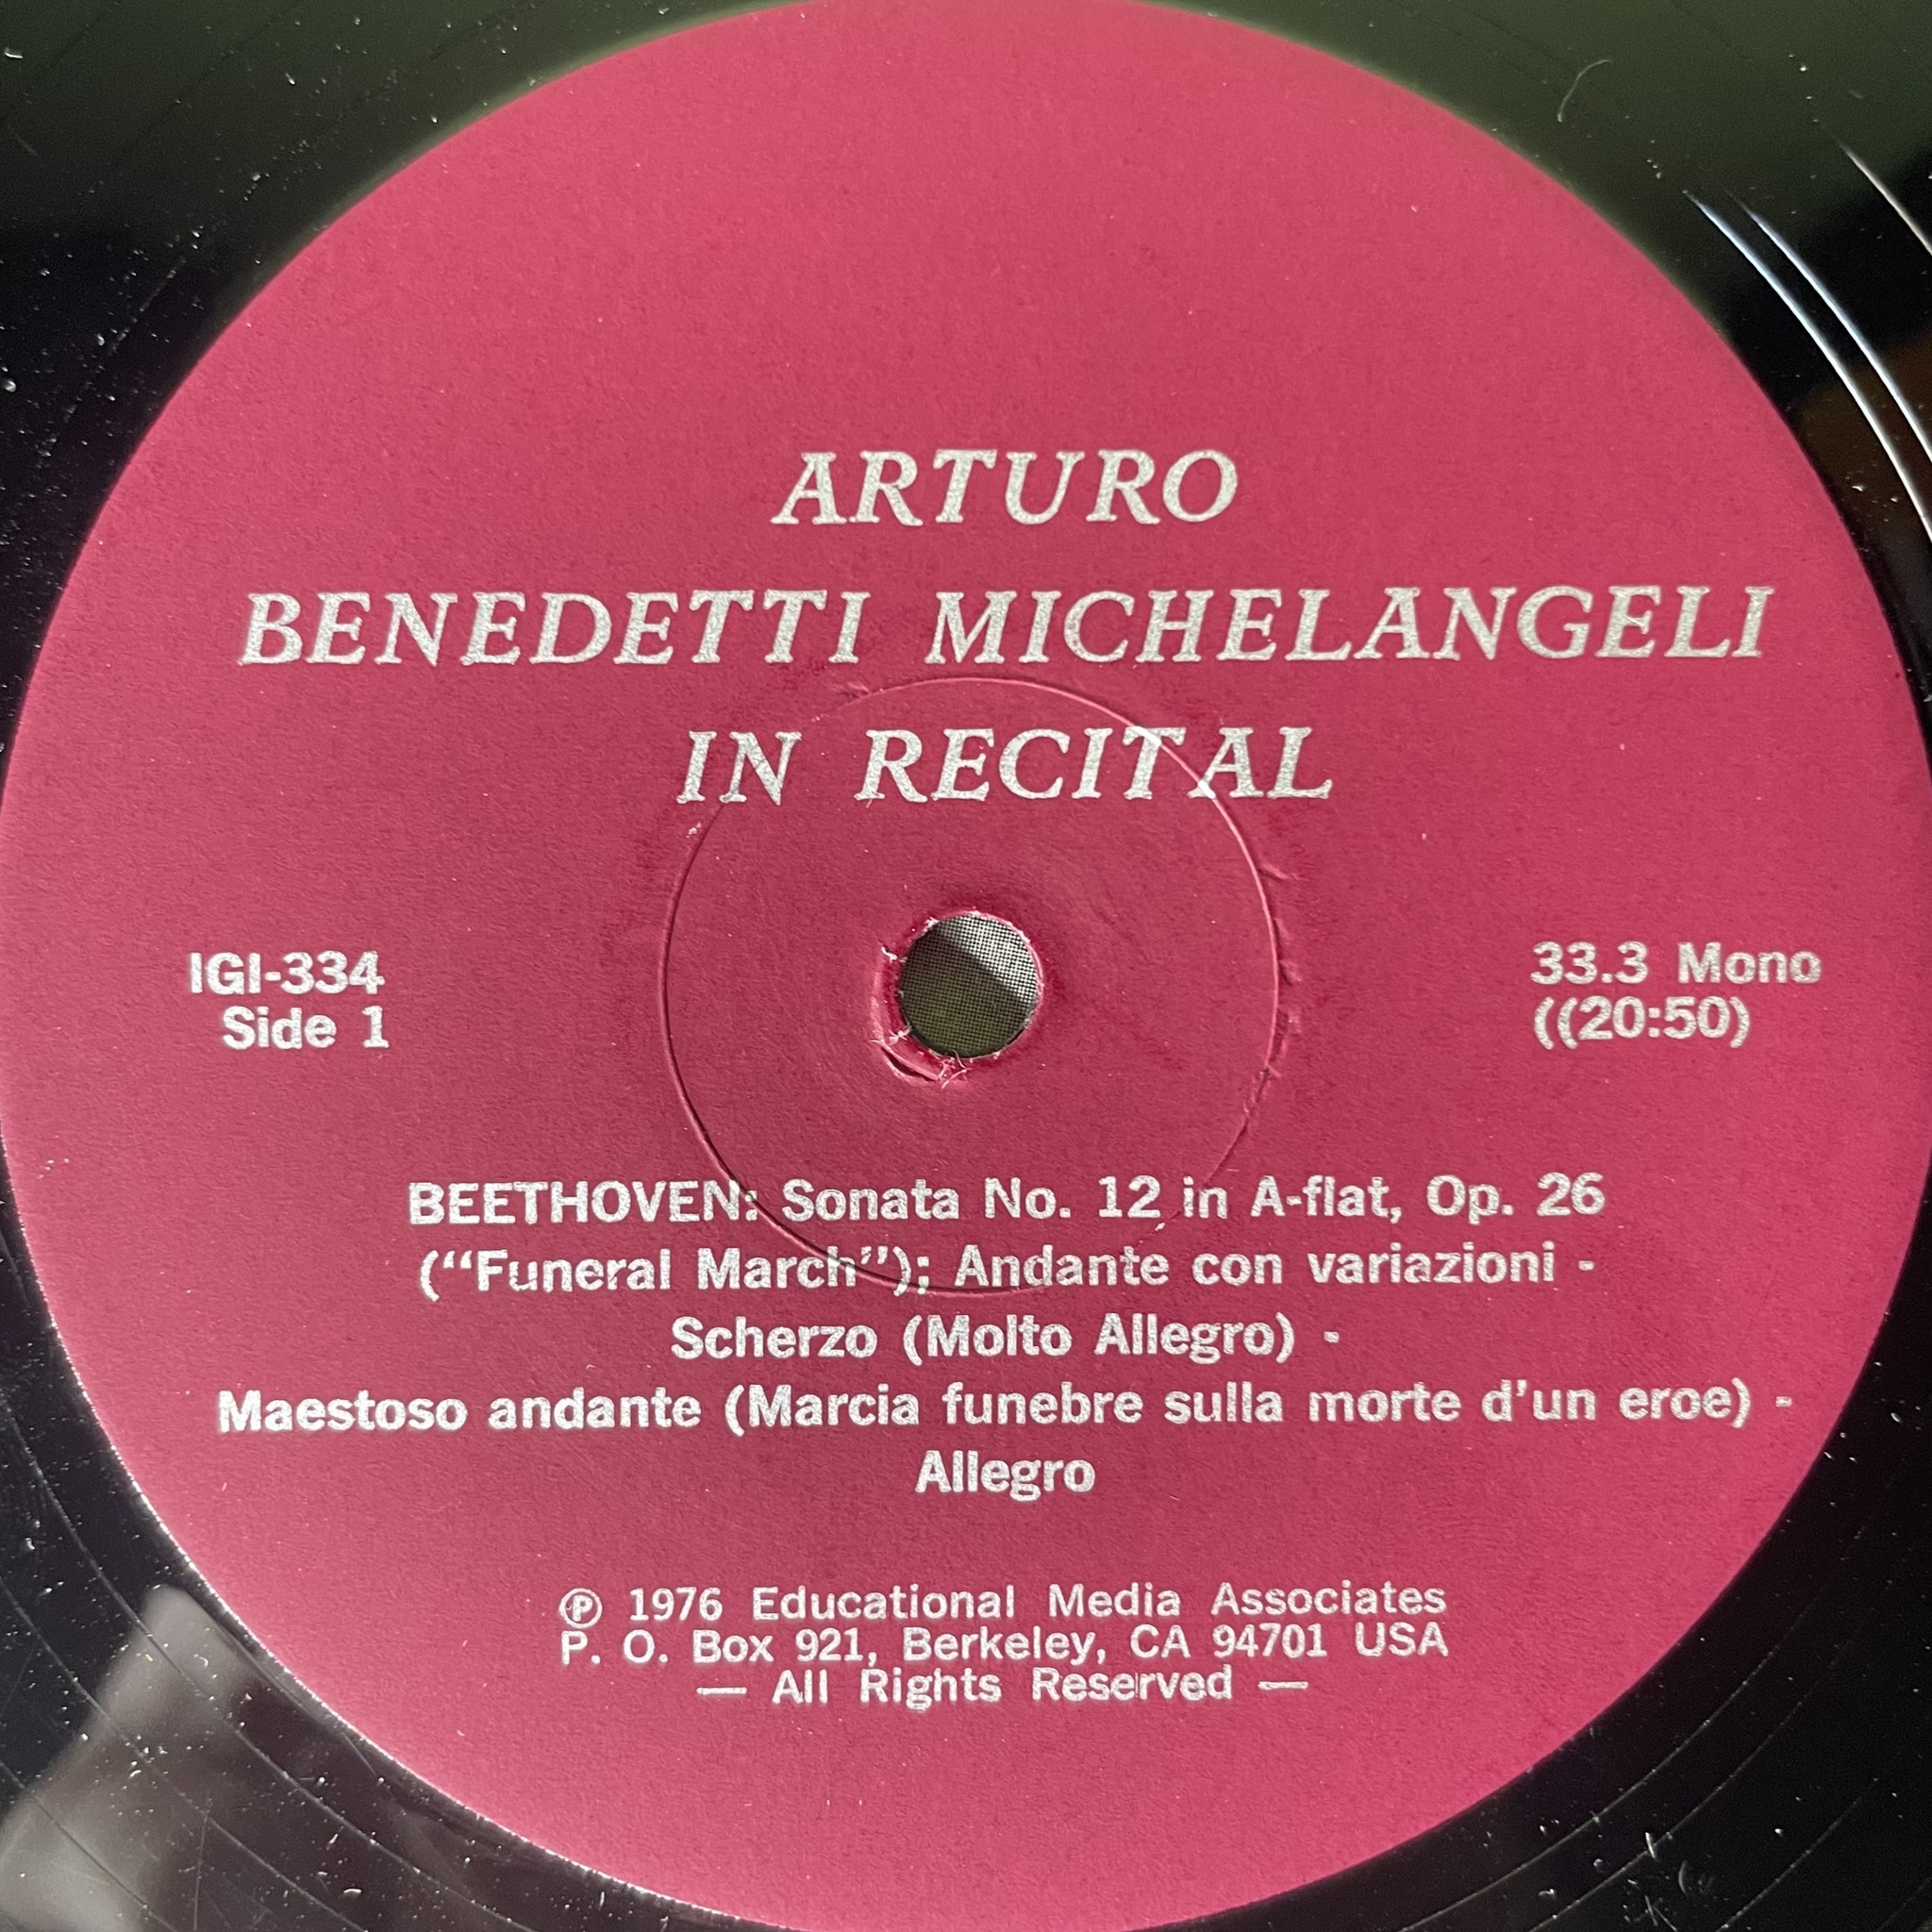 ARTURO
BENEDETTI MICHELANGELI
IN RECITAL
IGI-334
Side 1
33.3 Mono
((20:50)
BEETHOVEN: Sonata No. 12 in A-flat, Op. 26
(“Funeral March”); Andante con variazioni -
Scherzo (Molto Allegro) -
Maestoso andante (Marcia funebre sulla morte d’un eroe) -
Allegro
℗ 1976 Educational Media Associates
P. O. Box 921, Berkeley, CA 94701 USA
— All Rights Reserved —